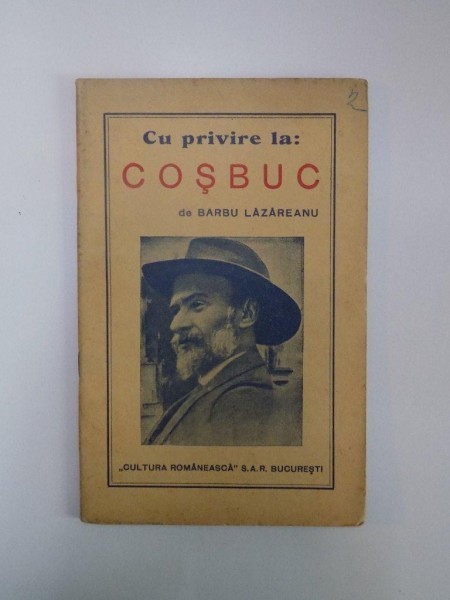 Cu privire la:
COŞBUC
de BARBU LĂZĂREANU
„CULTURA ROMÂNEASCĂ" S.A.R. BUCUREŞTI